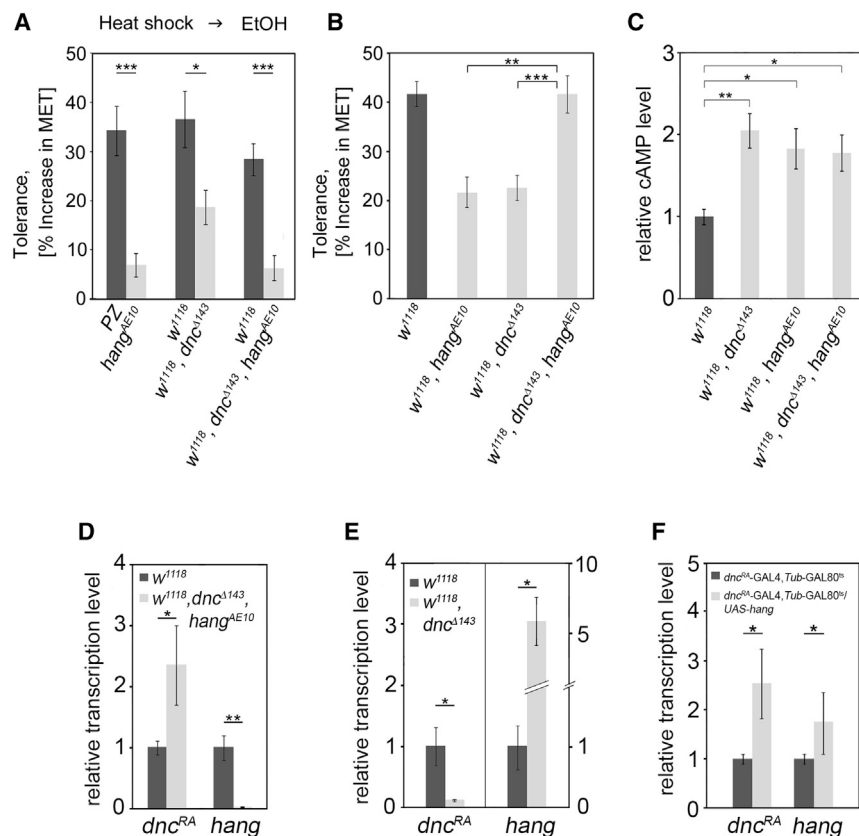 A
Heat shock → EtOH
Tolerance,
[% Increase in MET]
50
40
30
20
10
0
***
*
***
PZ
hang^AE10
w^1118
w^1118, dnc^Δ143
w^1118
w^1118, dnc^Δ143, hang^AE10
B
Tolerance,
[% Increase in MET]
50
40
30
20
10
0
**
***
w^1118
w^1118, hang^AE10
w^1118, dnc^Δ143
w^1118, dnc^Δ143, hang^AE10
C
relative cAMP level
3
2
1
0
*
*
**
w^1118
w^1118, dnc^Δ143
w^1118, hang^AE10
w^1118, dnc^Δ143, hang^AE10
D
relative transcription level
4
3
2
1
0
w^1118
w^1118,dnc^Δ143,
hang^AE10
*
**
dnc^RA hang
E
relative transcription level
4
3
2
1
0
w^1118
w^1118,
dnc^Δ143
*
*
10
5
1
0
dnc^RA hang
F
relative transcription level
5
4
3
2
1
0
dnc^RA-GAL4,Tub-GAL80^ts
dnc^RA-GAL4,Tub-GAL80^ts/
UAS-hang
*
*
dnc^RA hang